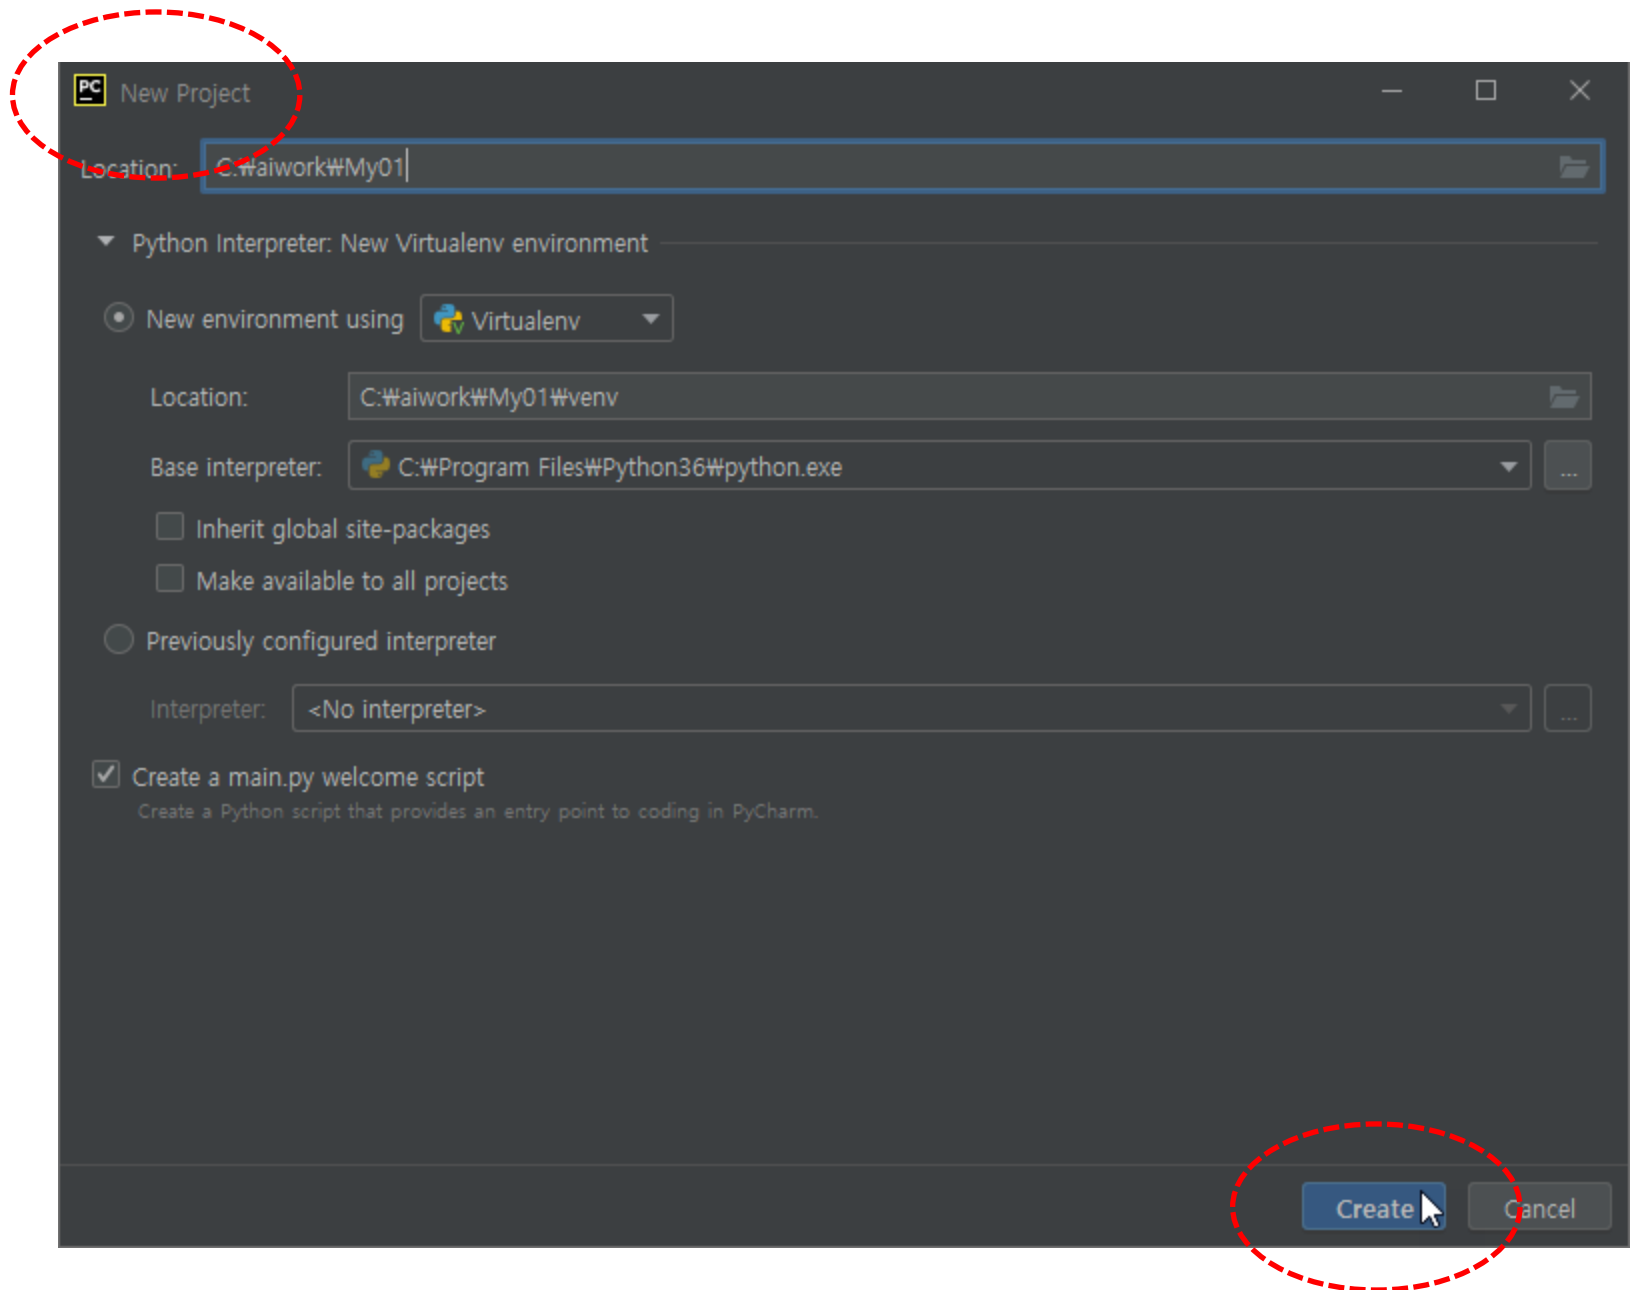 PC New Project
Location: C:₩aiwork₩My01
Python Interpreter: New Virtualenv environment
New environment using Virtualenv
Location: C:₩aiwork₩My01₩venv
Base interpreter: C:₩Program Files₩Python36₩python.exe ...
Inherit global site-packages
Make available to all projects
Previously configured interpreter
Interpreter: <No interpreter> ...
Create a main.py welcome script
Create a Python script that provides an entry point to coding in PyCharm.
Create Cancel